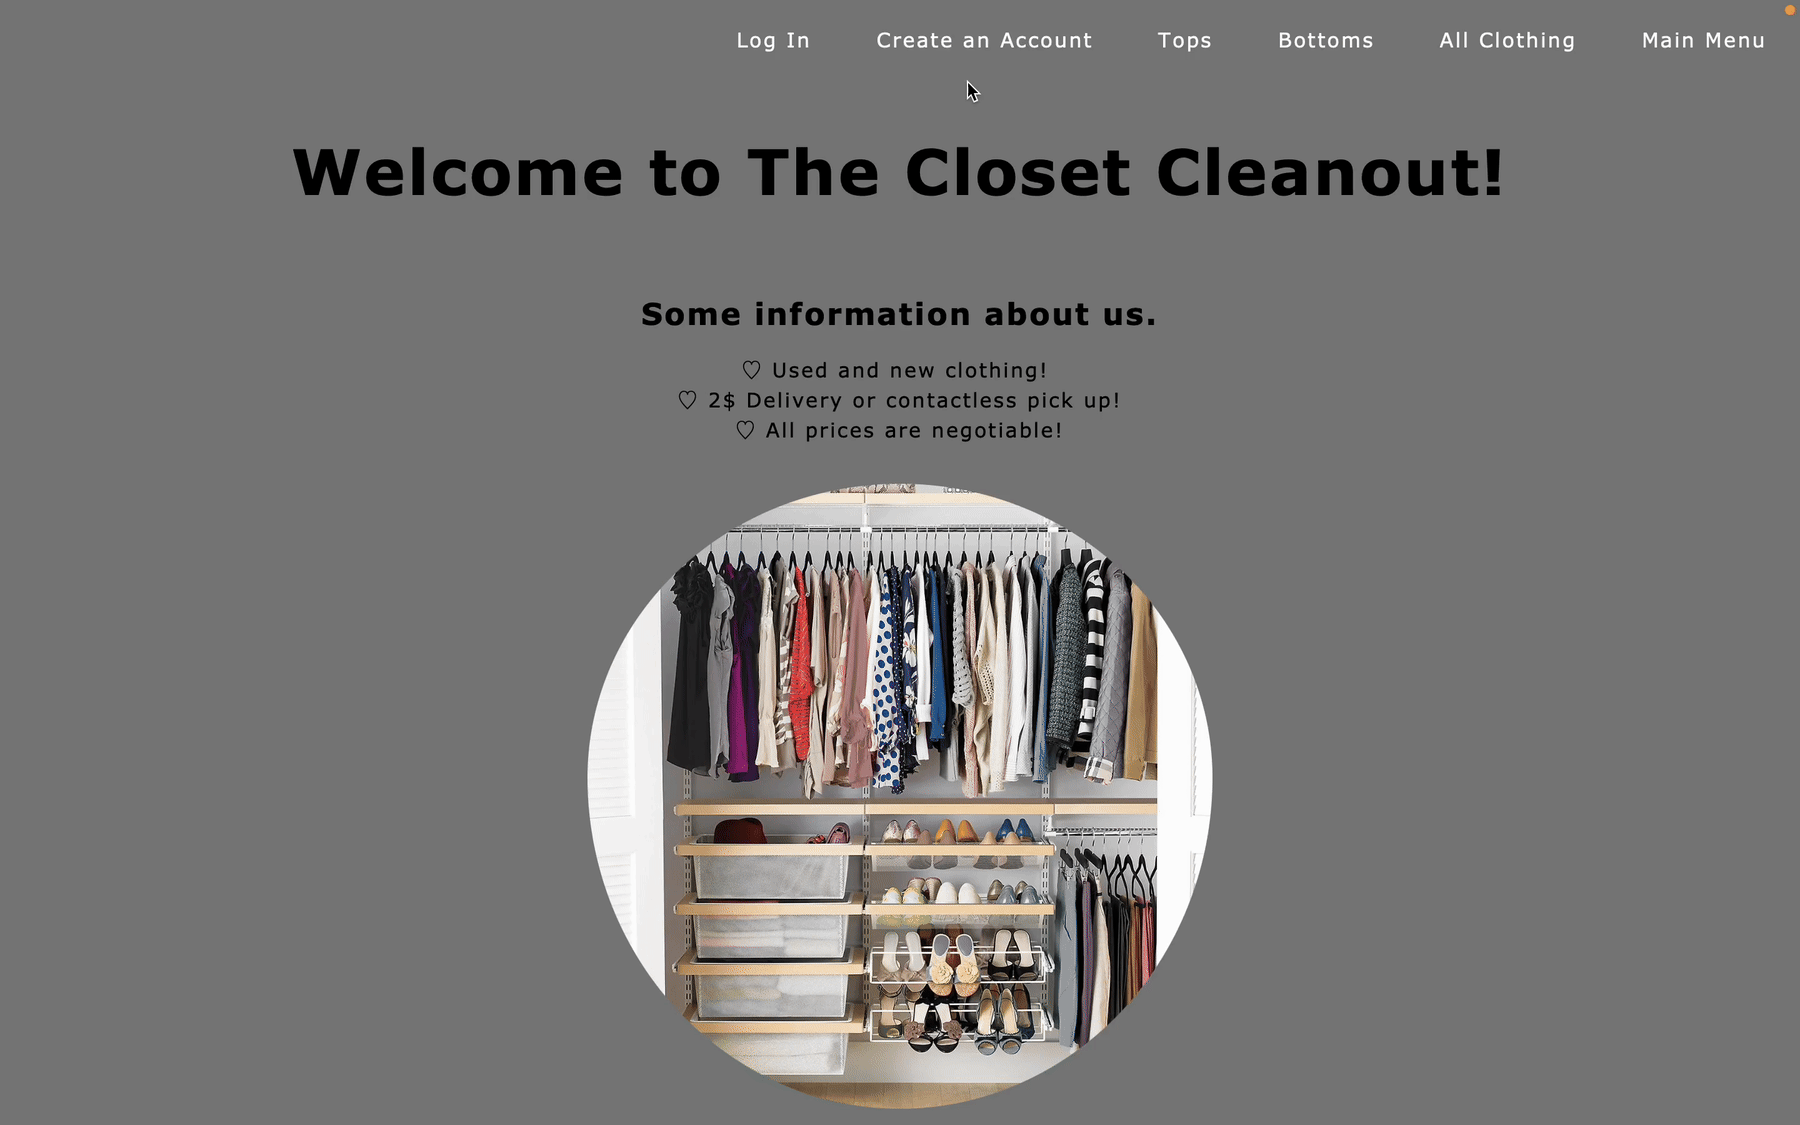 Log In Create an Account Tops Bottoms All Clothing Main Menu
Welcome to The Closet Cleanout!
Some information about us.
♡ Used and new clothing!
♡ 2$ Delivery or contactless pick up!
♡ All prices are negotiable!